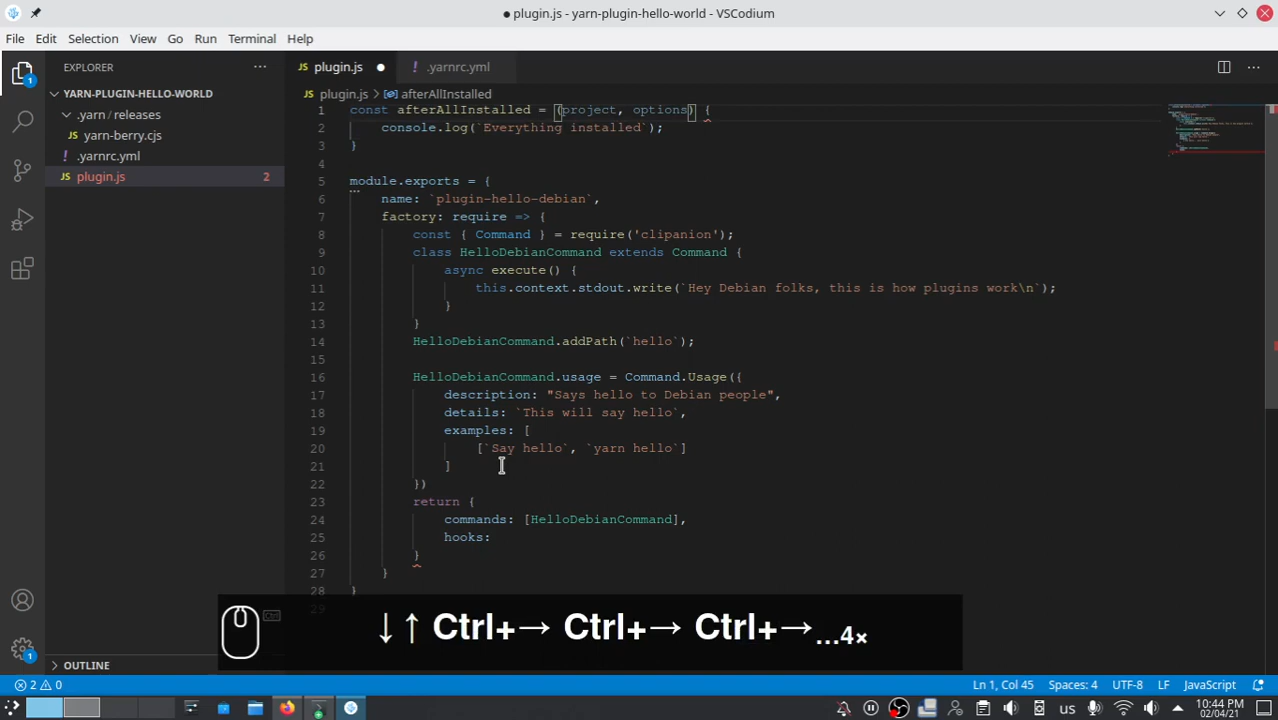 plugin.js - yarn-plugin-hello-world - VSCodium
File Edit Selection View Go Run Terminal Help
EXPLORER
plugin.js
.yarnrc.yml
YARN-PLUGIN-HELLO-WORLD
plugin.js > afterAllInstalled
.yarn / releases
yarn-berry.cjs
.yarnrc.yml
plugin.js 2
1 const afterAllInstalled = (project, options) {
2 console.log(`Everything installed`);
3 }
4
5 module.exports = {
6 name: `plugin-hello-debian`,
7 factory: require => {
8 const { Command } = require('clipanion');
9 class HelloDebianCommand extends Command {
10 async execute() {
11 this.context.stdout.write(`Hey Debian folks, this is how plugins work\n`);
12 }
13 }
14 HelloDebianCommand.addPath(`hello`);
15
16 HelloDebianCommand.usage = Command.Usage({
17 description: "Says hello to Debian people",
18 details: `This will say hello`,
19 examples: [
20 [`Say hello`, `yarn hello`]
21 ]
22 })
23 return {
24 commands: [HelloDebianCommand],
25 hooks:
26 }
27 }
28 }
29
↓↑ Ctrl+→ Ctrl+→ Ctrl+→...4×
Ctrl
1
1
OUTLINE
2 0
Ln 1, Col 45 Spaces: 4 UTF-8 LF JavaScript
us
10:44 PM
02/04/21